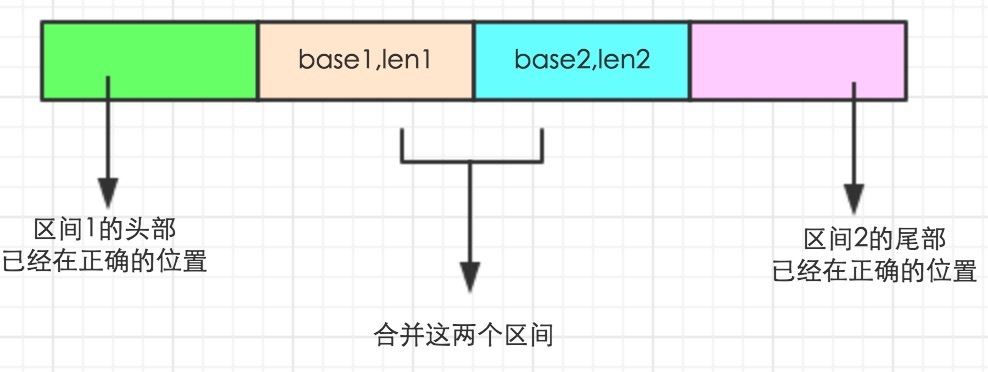 base1,len1
base2,len2
区间1的头部
已经在正确的位置
区间2的尾部
已经在正确的位置
合并这两个区间